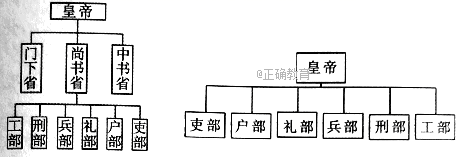 皇帝
门下省 尚书省 中书省
工部 刑部 兵部 礼部 户部 吏部
@正确教育
皇帝
吏部 户部 礼部 兵部 刑部 工部